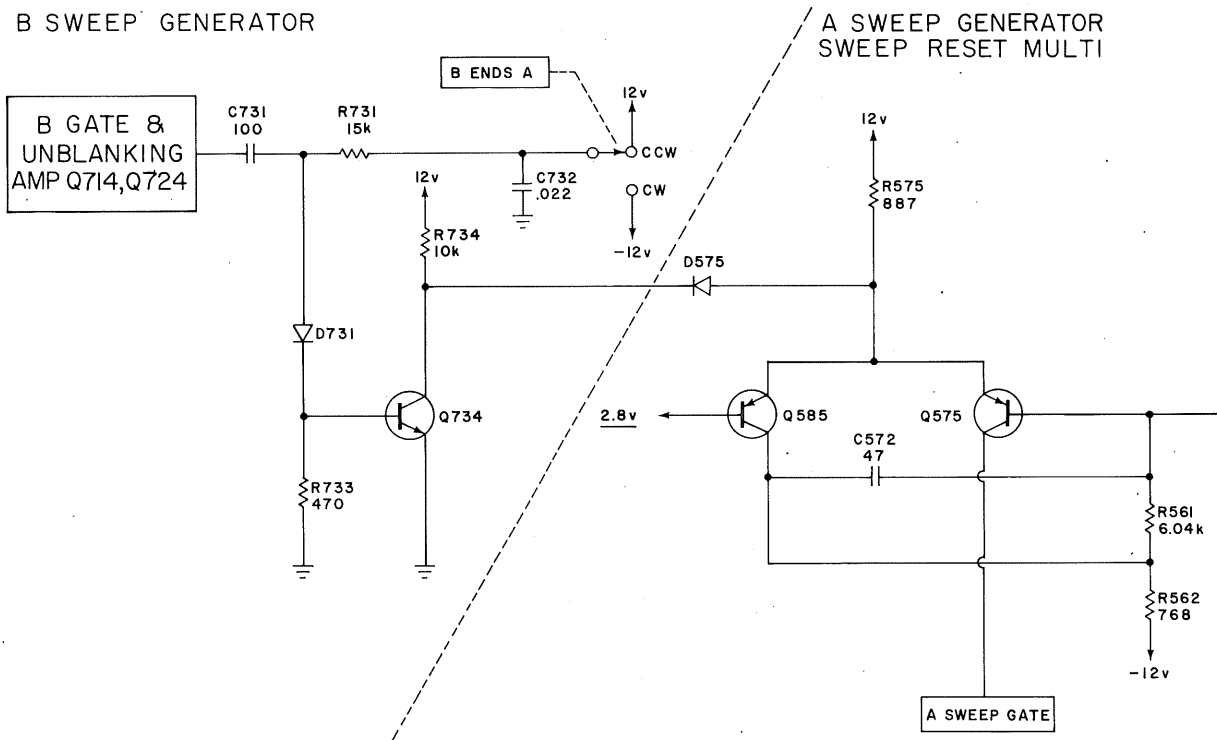 B SWEEP GENERATOR
A SWEEP GENERATOR
SWEEP RESET MULTI
B ENDS A
12v
B GATE &
UNBLANKING
AMP Q714,Q724
C731
100
R731
15k
CCW
C732
.022
CW
-12v
12v
R734
10k
12v
R575
887
D575
D731
Q734
2.8v
Q585
Q575
C572
47
R733
470
R561
6.04k
R562
768
-12v
A SWEEP GATE